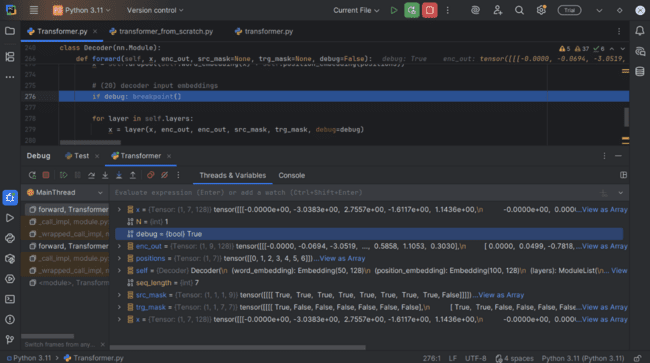 Python 3.11
Version control
Current File
Trial
Transformer.py
transformer_from_scratch.py
transformer.py
240 class Decoder(nn.Module):
266 def forward(self, x, enc_out, src_mask=None, trg_mask=None, debug=False): debug: True enc_out: tensor([[[-0.0000, -0.0694, -3.0519,
5 37 6
274
275 # (20) decoder input embeddings
276 if debug: breakpoint()
278 for layer in self.layers:
279 x = layer(x, enc_out, enc_out, src_mask, trg_mask, debug=debug)
280
Debug
Test
Transformer
Threads & Variables
Console
MainThread
Evaluate expression (Enter) or add a watch (Ctrl+Shift+Enter)
forward, Transformer
_call_impl, module.py
_wrapped_call_impl, m
forward, Transformer
_call_impl, module.py
_wrapped_call_impl, m
<module>, Transform
x = {Tensor: (1, 7, 128)} tensor([[[-0.0000e+00, -3.0383e+00, 2.7557e+00, -1.6117e+00, 1.1436e+00,\n -0.0000e+00, 0.000 ...View as Array
N = {int} 1
debug = {bool} True
enc_out = {Tensor: (1, 9, 128)} tensor([[[-0.0000, -0.0694, -3.0519, ..., 0.5858, 1.1053, 0.3030],\n [ 0.0000, 0.0499, -0.7818, ...View as Array
positions = {Tensor: (1, 7)} tensor([[0, 1, 2, 3, 4, 5, 6]]) ...View as Array
self = {Decoder} Decoder(\n (word_embedding): Embedding(50, 128)\n (position_embedding): Embedding(100, 128)\n (layers): ModuleList(\n
seq_length = {int} 7
src_mask = {Tensor: (1, 1, 1, 9)} tensor([[[[ True, True, True, True, True, True, True, True, False]]]]) ...View as Array
trg_mask = {Tensor: (1, 1, 7, 7)} tensor([[[[ True, False, False, False, False, False, False],\n [ True, True, False, False, False, False, ...View as Array
x = {Tensor: (1, 7, 128)} tensor([[[-0.0000e+00, -3.0383e+00, 2.7557e+00, -1.6117e+00, 1.1436e+00,\n -0.0000e+00, 0.000 ...View as Array
Switch frames from any...
Python 3.11
Transformer.py
276:1 LF UTF-8 4 spaces Python 3.11 (Python 3.11)